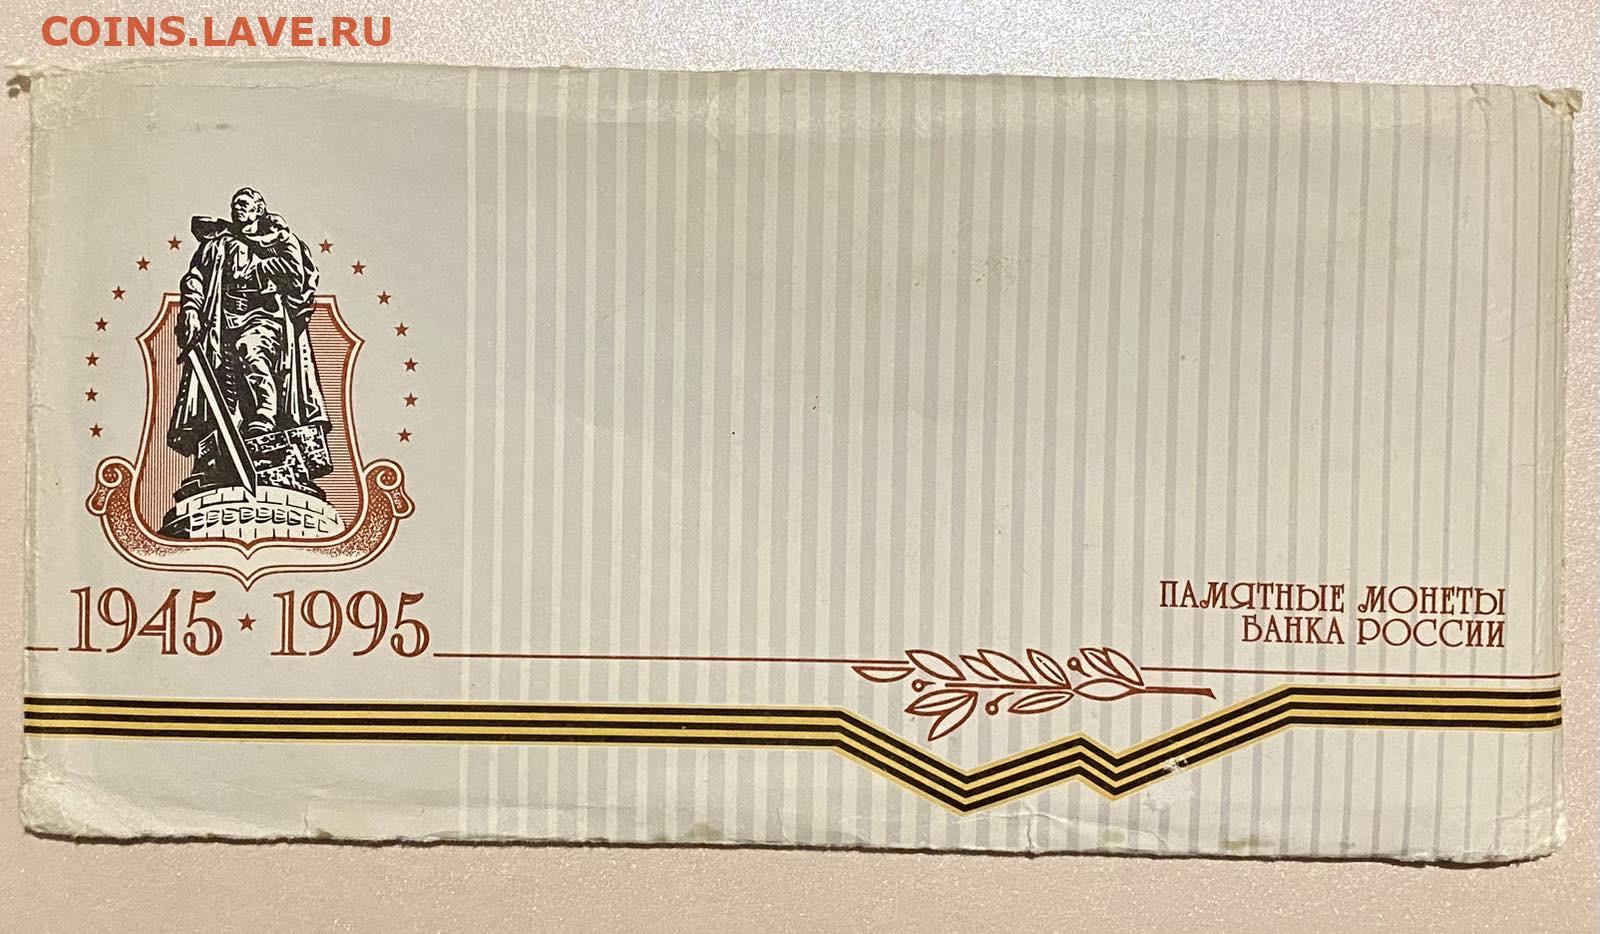 COINS.LAVE.RU
1945 ★ 1995
ПАМЯТНЫЕ МОНЕТЫ
БАНКА РОССИИ